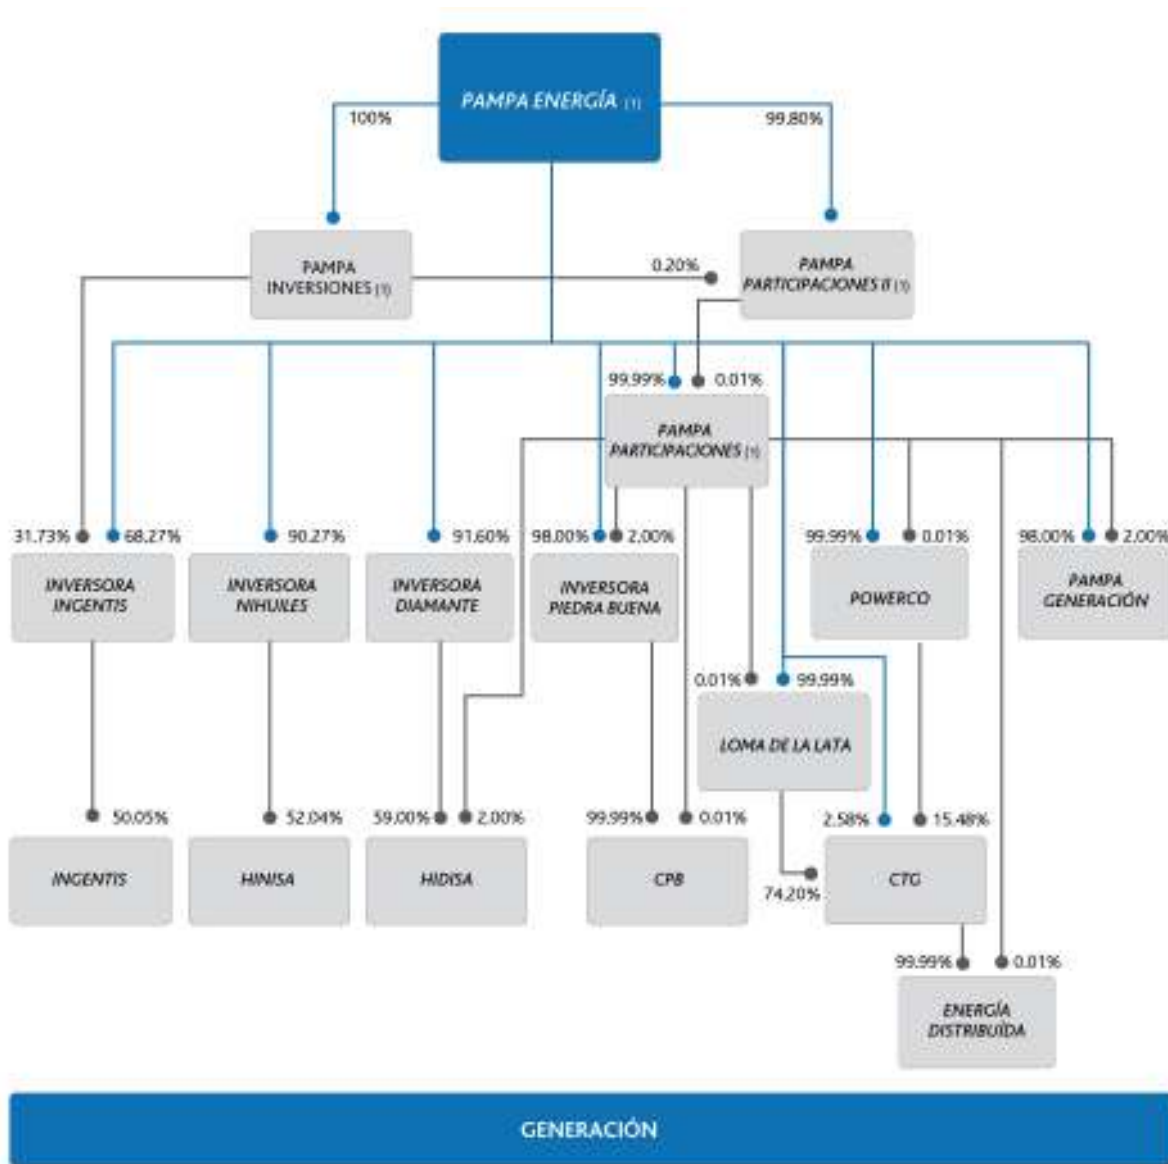 PAMPA ENERGÍA (1)
100%
99.80%
PAMPA
INVERSIONES (1)
0.20%
PAMPA
PARTICIPACIONES II (1)
99.99%
0.01%
PAMPA
PARTICIPACIONES (1)
31.73%
68.27%
90.27%
91.60%
98.00%
2.00%
99.99%
0.01%
98.00%
2.00%
INVERSORA
INGENTIS
INVERSORA
NIHUILES
INVERSORA
DIAMANTE
INVERSORA
PIEDRA BUENA
POWERCO
PAMPA
GENERACIÓN
0.01%
99.99%
LOMA DE LA LATA
50.05%
52.04%
59.00%
2.00%
99.99%
0.01%
2.58%
15.48%
INGENTIS
HINISA
HIDISA
CPB
74.20%
CTG
99.99%
0.01%
ENERGÍA
DISTRIBUÍDA
GENERACIÓN